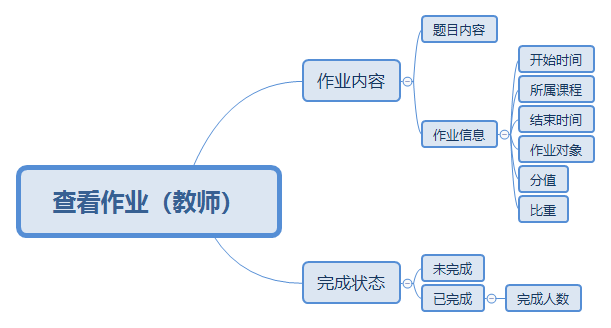 查看作业（教师）
作业内容
题目内容
作业信息
开始时间
所属课程
结束时间
作业对象
分值
比重
完成状态
未完成
已完成
完成人数